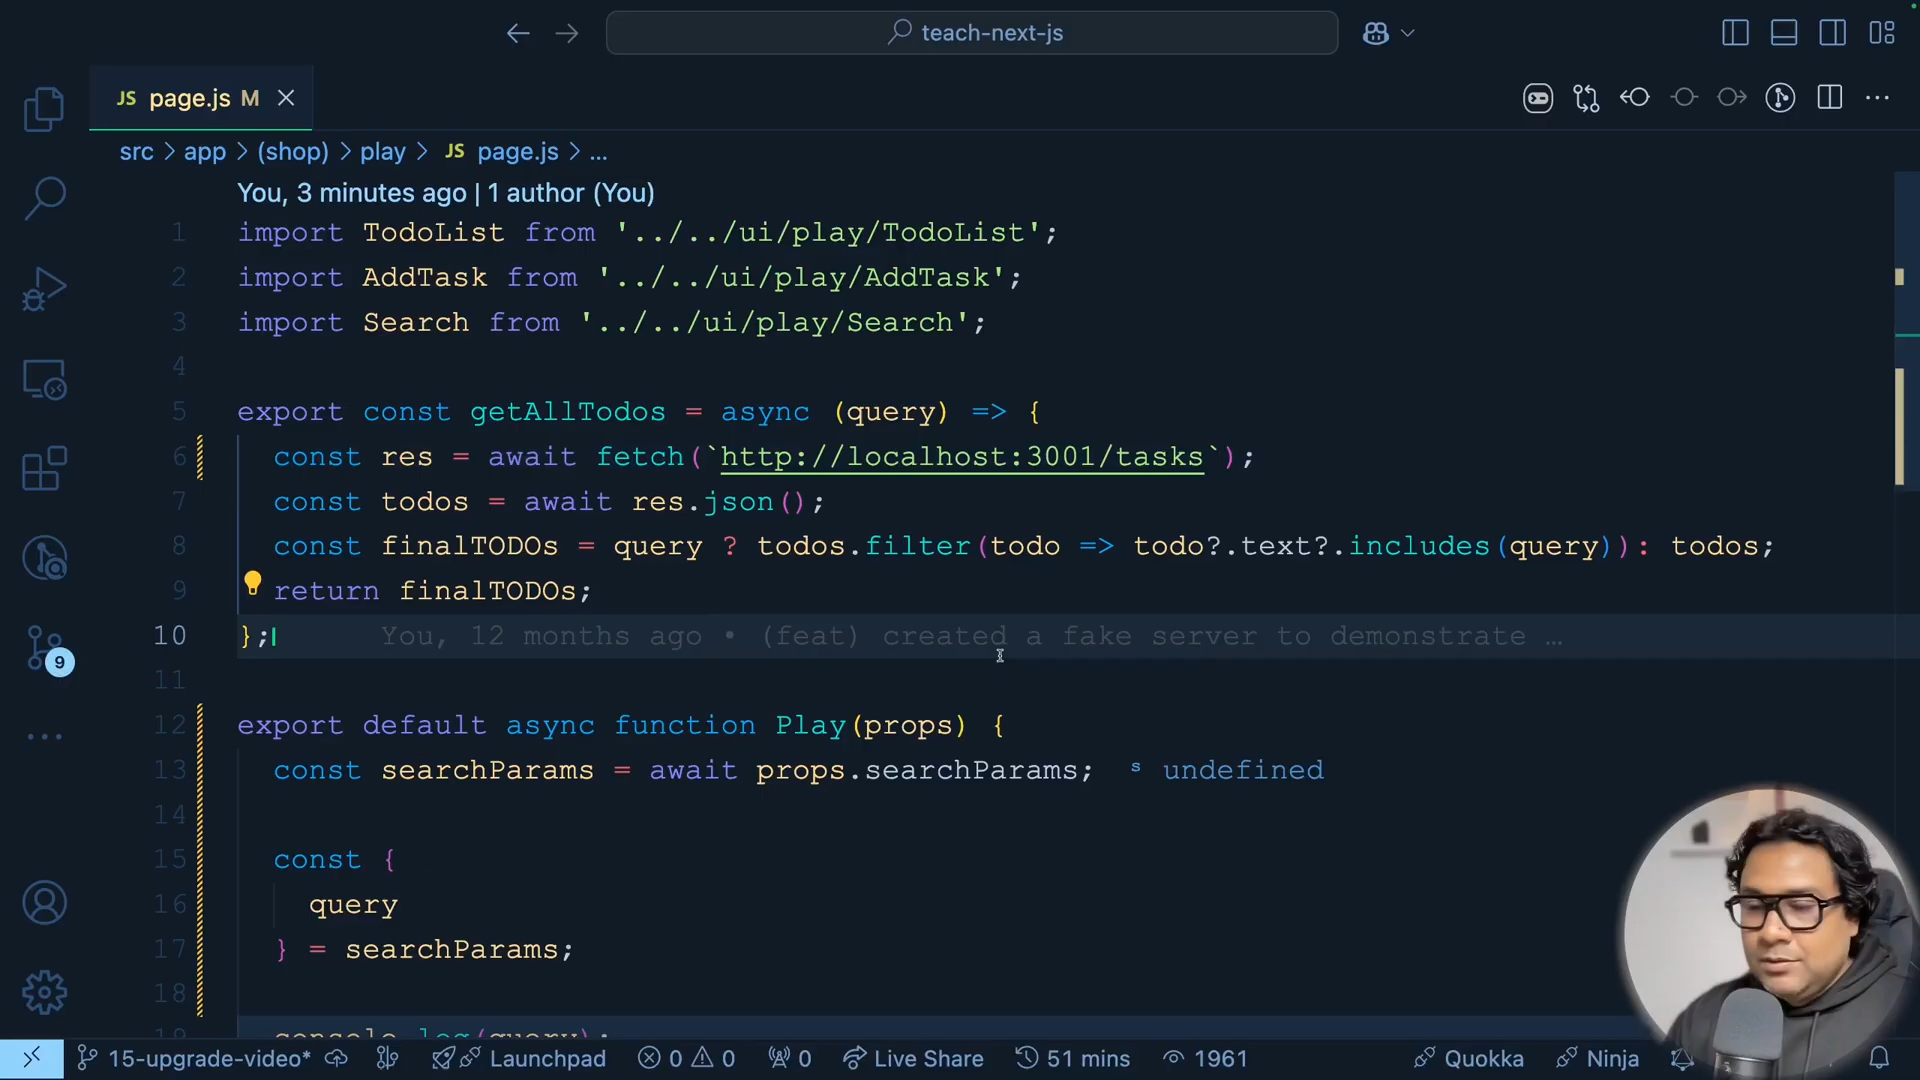 teach-next-js
JS page.js M
src > app > (shop) > play > JS page.js > ...
You, 3 minutes ago | 1 author (You)
1 import TodoList from '../../ui/play/TodoList';
2 import AddTask from '../../ui/play/AddTask';
3 import Search from '../../ui/play/Search';
4
5 export const getAllTodos = async (query) => {
6 const res = await fetch(`http://localhost:3001/tasks`);
7 const todos = await res.json();
8 const finalTODOs = query ? todos.filter(todo => todo?.text?.includes(query)): todos;
9 return finalTODOs;
10 }; You, 12 months ago • (feat) created a fake server to demonstrate …
11
12 export default async function Play(props) {
13 const searchParams = await props.searchParams; s undefined
14
15 const {
16 query
17 } = searchParams;
18
19 console.log(query);
9
15-upgrade-video* Launchpad 0 0 0 Live Share 51 mins 1961 Quokka Ninja